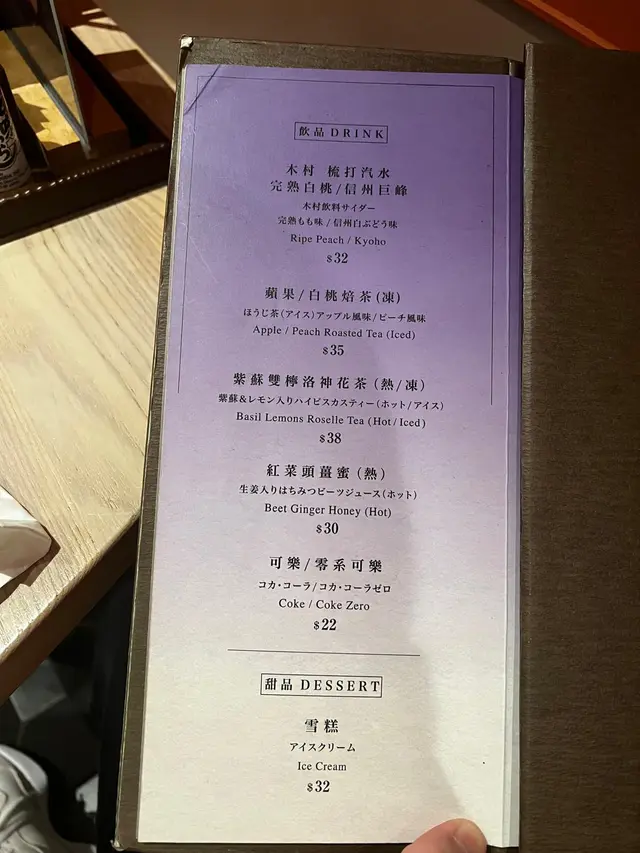 飲品 DRINK
木村 梳打汽水
完熟白桃/信州巨峰
木村飲料サイダー
完熟もも味/信州白ぶどう味
Ripe Peach / Kyoho
$32
蘋果/白桃焙茶(凍)
ほうじ茶(アイス)アップル風味/ピーチ風味
Apple / Peach Roasted Tea (Iced)
$35
紫蘇雙檸洛神花茶(熱/凍)
紫蘇&レモン入りハイビスカスティー(ホット/アイス)
Basil Lemons Roselle Tea (Hot/Iced)
$38
紅菜頭薑蜜(熱)
生姜入りはちみつビーツジュース(ホット)
Beet Ginger Honey (Hot)
$30
可樂/零系可樂
コカ・コーラ/コカ・コーラゼロ
Coke / Coke Zero
$22
甜品 DESSERT
雪糕
アイスクリーム
Ice Cream
$32